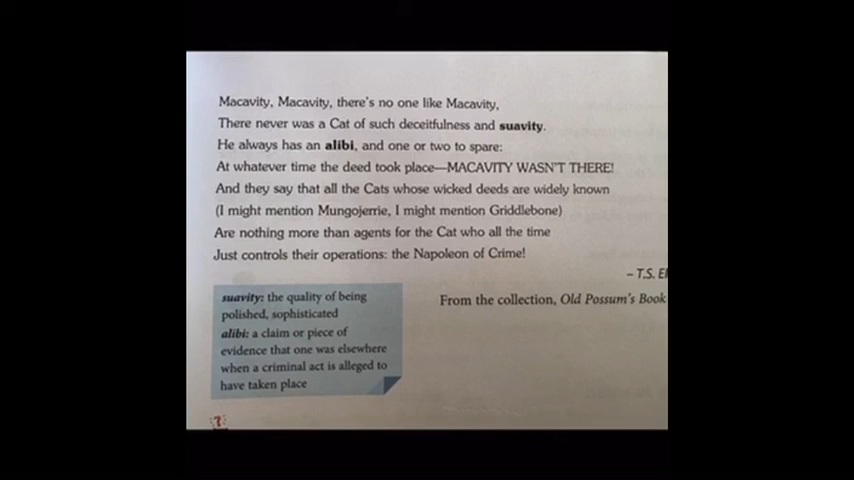 Macavity, Macavity, there's no one like Macavity,
There never was a Cat of such deceitfulness and suavity.
He always has an alibi, and one or two to spare:
At whatever time the deed took place—MACAVITY WASN'T THERE!
And they say that all the Cats whose wicked deeds are widely known
(I might mention Mungojerrie, I might mention Griddlebone)
Are nothing more than agents for the Cat who all the time
Just controls their operations: the Napoleon of Crime!
– T.S.
From the collection, Old Possum's Book
suavity: the quality of being
polished, sophisticated
alibi: a claim or piece of
evidence that one was elsewhere
when a criminal act is alleged to
have taken place
?